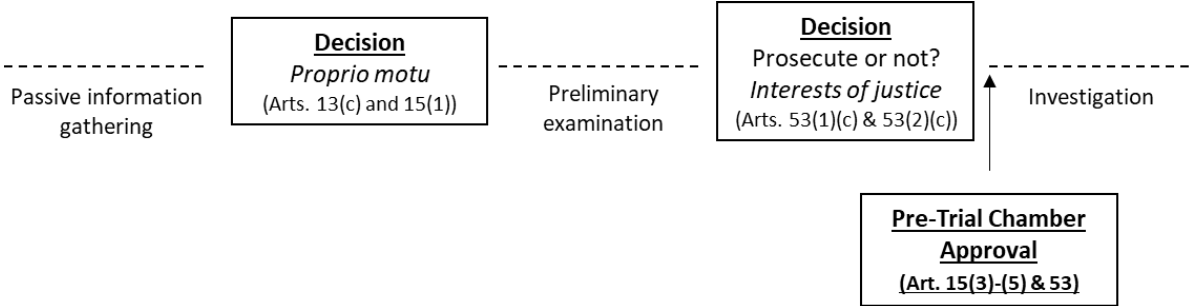 Passive information
gathering
Decision
Proprio motu
(Arts. 13(c) and 15(1))
Preliminary
examination
Decision
Prosecute or not?
Interests of justice
(Arts. 53(1)(c) & 53(2)(c))
Investigation
Pre-Trial Chamber
Approval
(Art. 15(3)-(5) & 53)